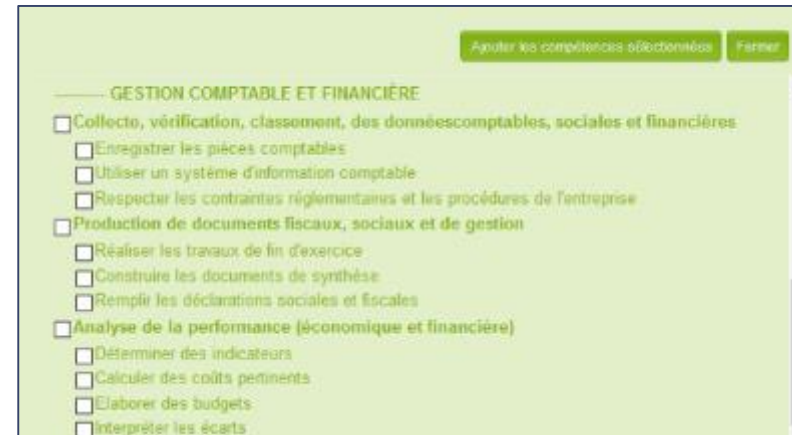 Ajouter les compétences sélectionnées Fermer
GESTION COMPTABLE ET FINANCIÈRE
Collecte, vérification, classement, des donnéescomptables, sociales et financières
Enregistrer les pièces comptables
Utiliser un système d'information comptable
Respecter les contraintes réglementaires et les procédures de l'entreprise
Production de documents fiscaux, sociaux et de gestion
Réaliser les travaux de fin d'exercice
Construire les documents de synthèse
Remplir les déclarations sociales et fiscales
Analyse de la performance (économique et financière)
Déterminer des indicateurs
Calculer des coûts pertinents
Elaborer des budgets
Interpréter les écarts